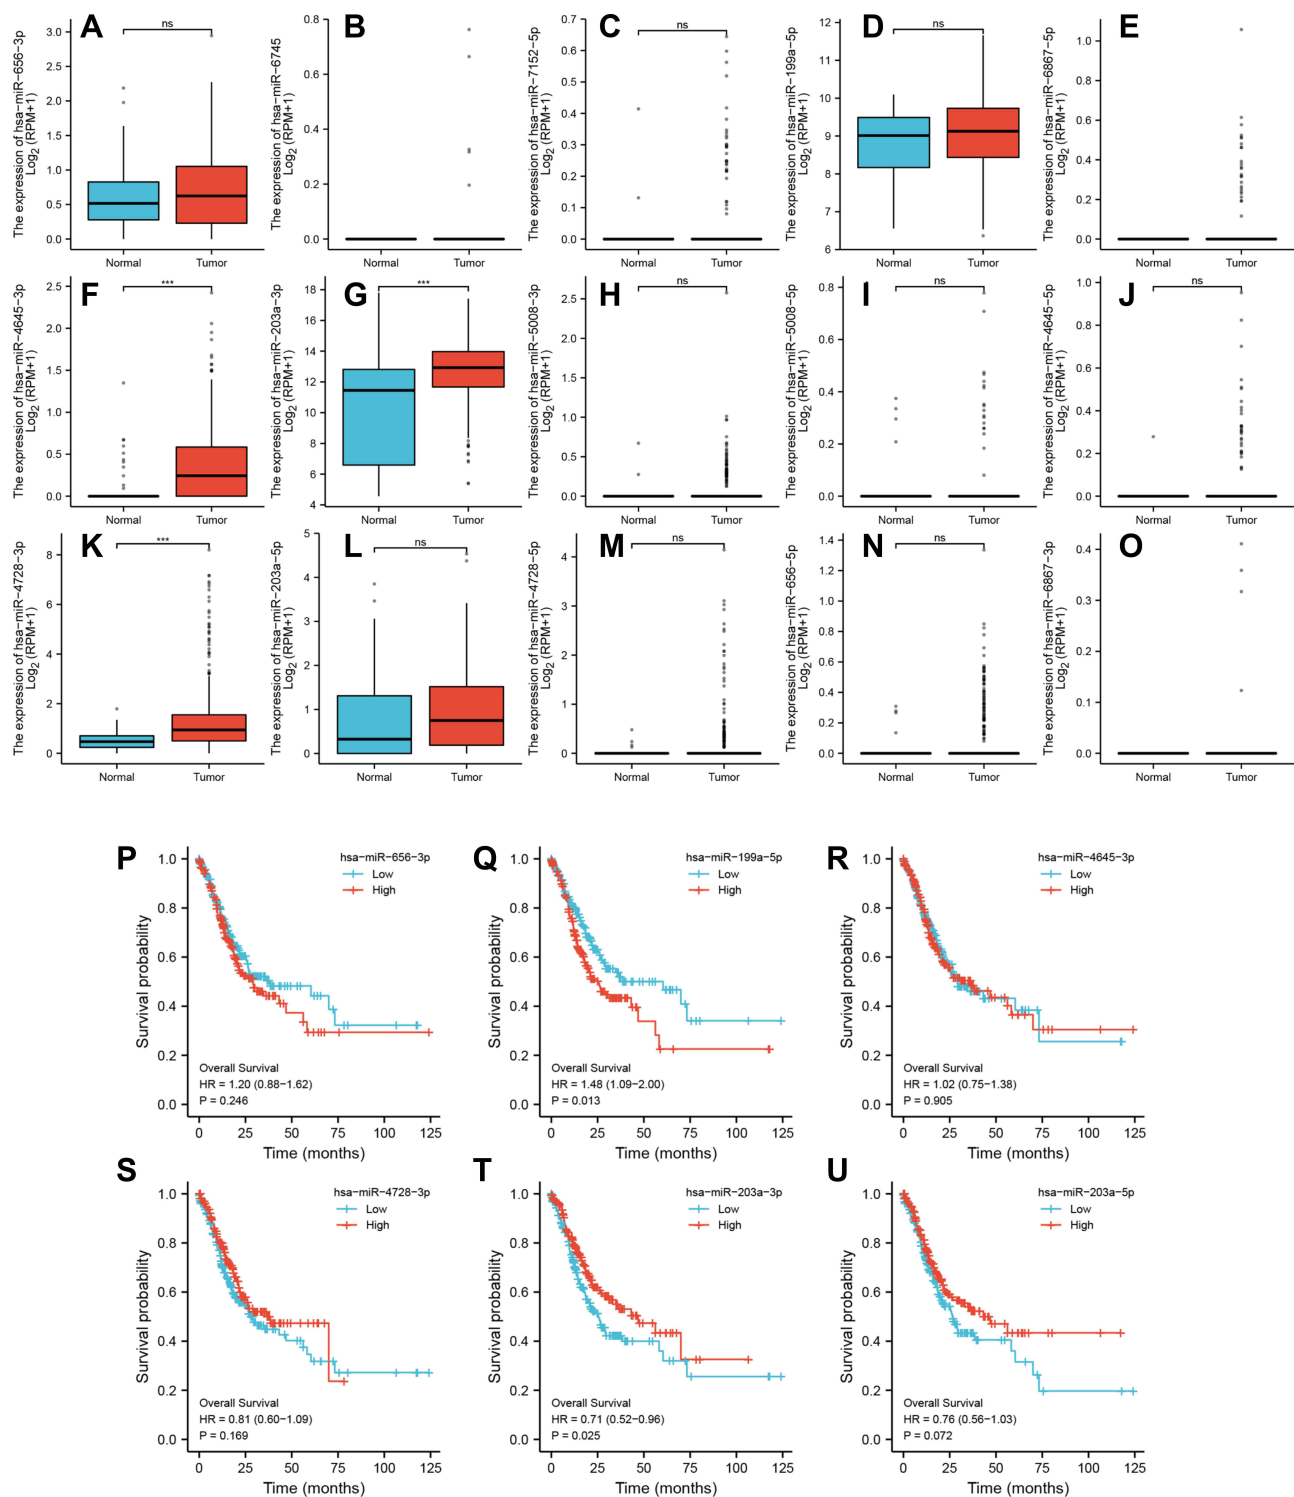 A
The expression of hsa−miR−656−3p
Log2 (RPM+1)
ns
3.0
2.5
2.0
1.5
1.0
0.5
0.0
Normal
Tumor
B
The expression of hsa−miR−6745
Log2 (RPM+1)
0.8
0.6
0.4
0.2
0.0
Normal
Tumor
C
The expression of hsa−miR−7152−5p
Log2 (RPM+1)
ns
0.7
0.6
0.5
0.4
0.3
0.2
0.1
0.0
Normal
Tumor
D
The expression of hsa−miR−199a−5p
Log2 (RPM+1)
ns
12
11
10
9
8
7
6
Normal
Tumor
E
The expression of hsa−miR−6867−5p
Log2 (RPM+1)
1.0
0.8
0.6
0.4
0.2
0.0
Normal
Tumor
F
The expression of hsa−miR−4645−3p
Log2 (RPM+1)
***
2.5
2.0
1.5
1.0
0.5
0.0
Normal
Tumor
G
The expression of hsa−miR−203a−3p
Log2 (RPM+1)
***
18
16
14
12
10
8
6
4
Normal
Tumor
H
The expression of hsa−miR−5008−3p
Log2 (RPM+1)
ns
2.5
2.0
1.5
1.0
0.5
0.0
Normal
Tumor
I
The expression of hsa−miR−5008−5p
Log2 (RPM+1)
ns
0.8
0.6
0.4
0.2
0.0
Normal
Tumor
J
The expression of hsa−miR−4645−5p
Log2 (RPM+1)
ns
1.0
0.8
0.6
0.4
0.2
0.0
Normal
Tumor
K
The expression of hsa−miR−4728−3p
Log2 (RPM+1)
***
8
6
4
2
0
Normal
Tumor
L
The expression of hsa−miR−203a−5p
Log2 (RPM+1)
ns
5
4
3
2
1
0
Normal
Tumor
M
The expression of hsa−miR−4728−5p
Log2 (RPM+1)
ns
4
3
2
1
0
Normal
Tumor
N
The expression of hsa−miR−656−5p
Log2 (RPM+1)
ns
1.4
1.2
1.0
0.8
0.6
0.4
0.2
0.0
Normal
Tumor
O
The expression of hsa−miR−6867−3p
Log2 (RPM+1)
0.4
0.3
0.2
0.1
0.0
Normal
Tumor
P
hsa−miR−656−3p
Low
High
Survival probability
1.0
0.8
0.6
0.4
0.2
0.0
Overall Survival
HR = 1.20 (0.88−1.62)
P = 0.246
0 25 50 75 100 125
Time (months)
Q
hsa−miR−199a−5p
Low
High
Survival probability
1.0
0.8
0.6
0.4
0.2
0.0
Overall Survival
HR = 1.48 (1.09−2.00)
P = 0.013
0 25 50 75 100 125
Time (months)
R
hsa−miR−4645−3p
Low
High
Survival probability
1.0
0.8
0.6
0.4
0.2
0.0
Overall Survival
HR = 1.02 (0.75−1.38)
P = 0.905
0 25 50 75 100 125
Time (months)
S
hsa−miR−4728−3p
Low
High
Survival probability
1.0
0.8
0.6
0.4
0.2
0.0
Overall Survival
HR = 0.81 (0.60−1.09)
P = 0.169
0 25 50 75 100 125
Time (months)
T
hsa−miR−203a−3p
Low
High
Survival probability
1.0
0.8
0.6
0.4
0.2
0.0
Overall Survival
HR = 0.71 (0.52−0.96)
P = 0.025
0 25 50 75 100 125
Time (months)
U
hsa−miR−203a−5p
Low
High
Survival probability
1.0
0.8
0.6
0.4
0.2
0.0
Overall Survival
HR = 0.76 (0.56−1.03)
P = 0.072
0 25 50 75 100 125
Time (months)